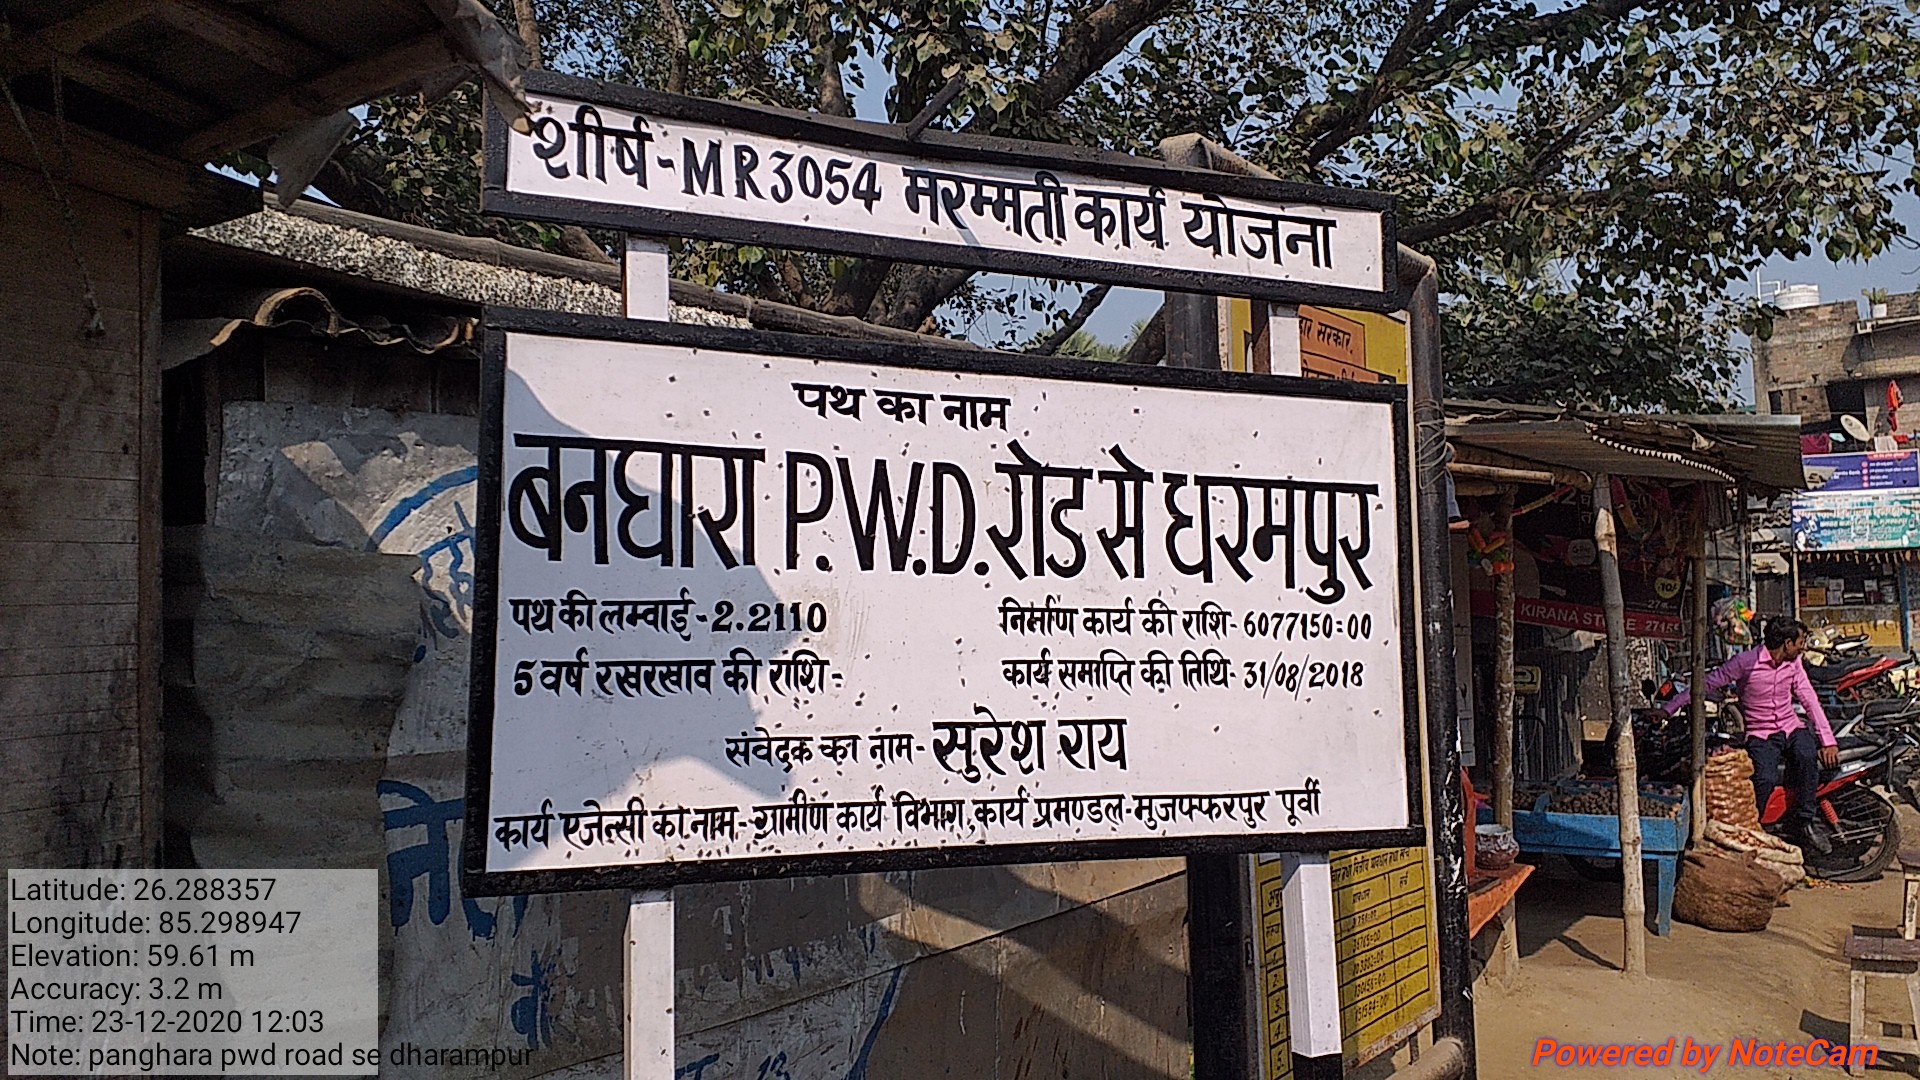 शीर्ष-MR3054 मरम्मती कार्य योजना
पथ का नाम
बनघारा P.W.D. रोड से धरमपुर
पथ की लम्वाई-2.2110
निर्माण कार्य की राशि-6077150=00
5 वर्ष रखरखाव की राशि-
कार्य समाप्ति की तिथि-31/08/2018
संवेदक का नाम-सुरेश राय
कार्य एजेन्सी का नाम-ग्रामीण कार्य विभाग, कार्य प्रमण्डल-मुजफ्फरपुर पूर्वी
सरकार
KIRANA STORE
Latitude: 26.288357
Longitude: 85.298947
Elevation: 59.61 m
Accuracy: 3.2 m
Time: 23-12-2020 12:03
Note: panghara pwd road se dharampur
Powered by NoteCam